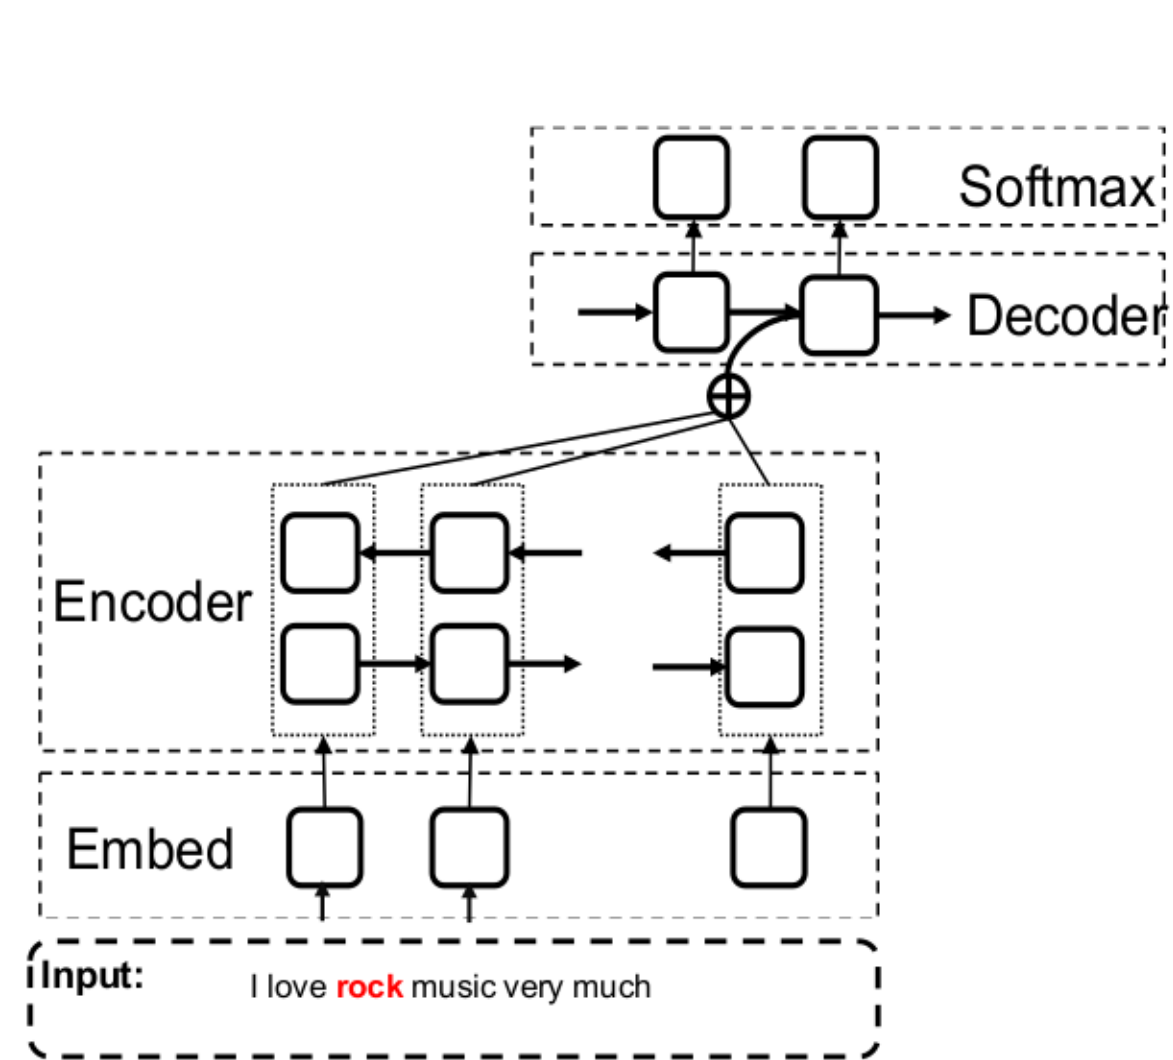 Softmax
Decoder
Encoder
Embed
Input:
I love rock music very much